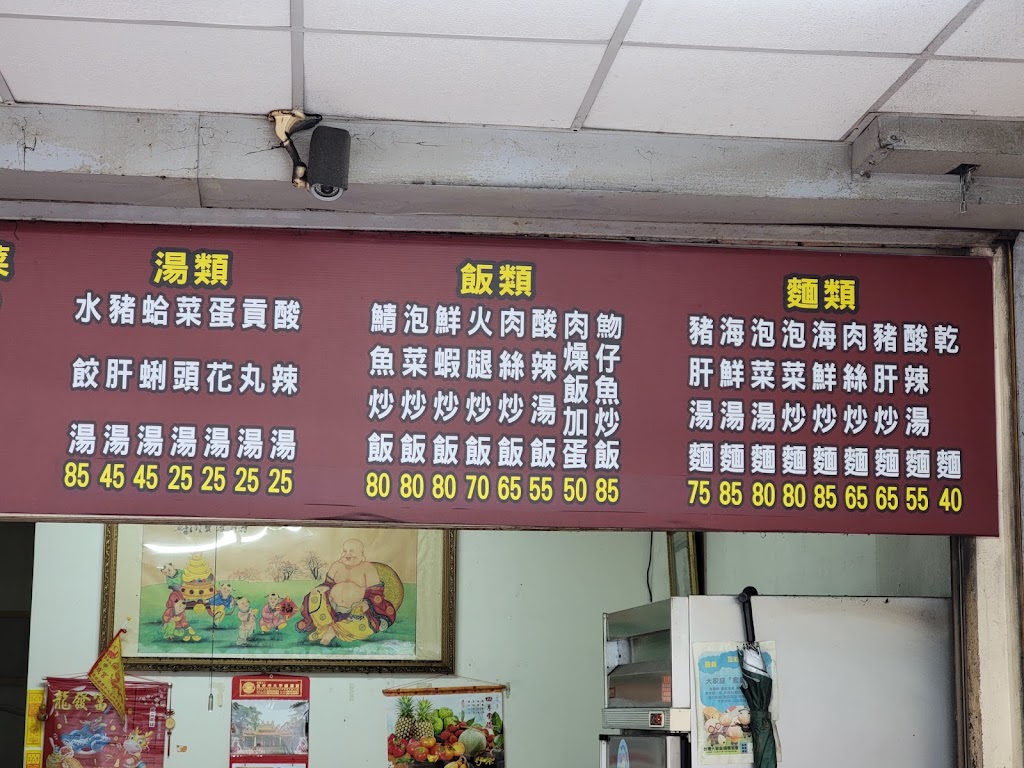 菜
湯類
水餃湯 85
豬肝湯 45
蛤蜊湯 45
菜頭湯 25
蛋花湯 25
貢丸湯 25
酸辣湯 25
飯類
鯖魚炒飯 80
泡菜炒飯 80
鮮蝦炒飯 80
火腿炒飯 70
肉絲炒飯 65
酸辣湯飯 55
肉燥飯加蛋 50
魩仔魚炒飯 85
麵類
豬肝湯麵 75
海鮮湯麵 85
泡菜湯麵 80
泡菜炒麵 80
海鮮炒麵 85
肉絲炒麵 65
豬肝炒麵 65
酸辣湯麵 55
乾麵 40
龍發富